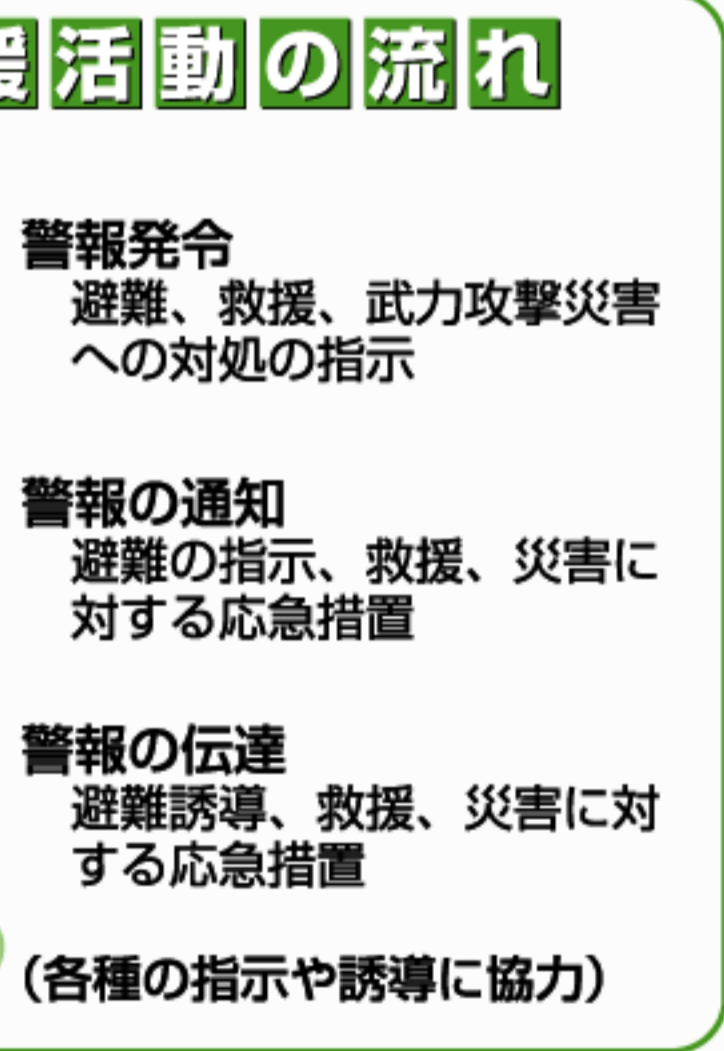 援活動の流れ
警報発令
避難、救援、武力攻撃災害
への対処の指示
警報の通知
避難の指示、救援、災害に
対する応急措置
警報の伝達
避難誘導、救援、災害に対
する応急措置
(各種の指示や誘導に協力)